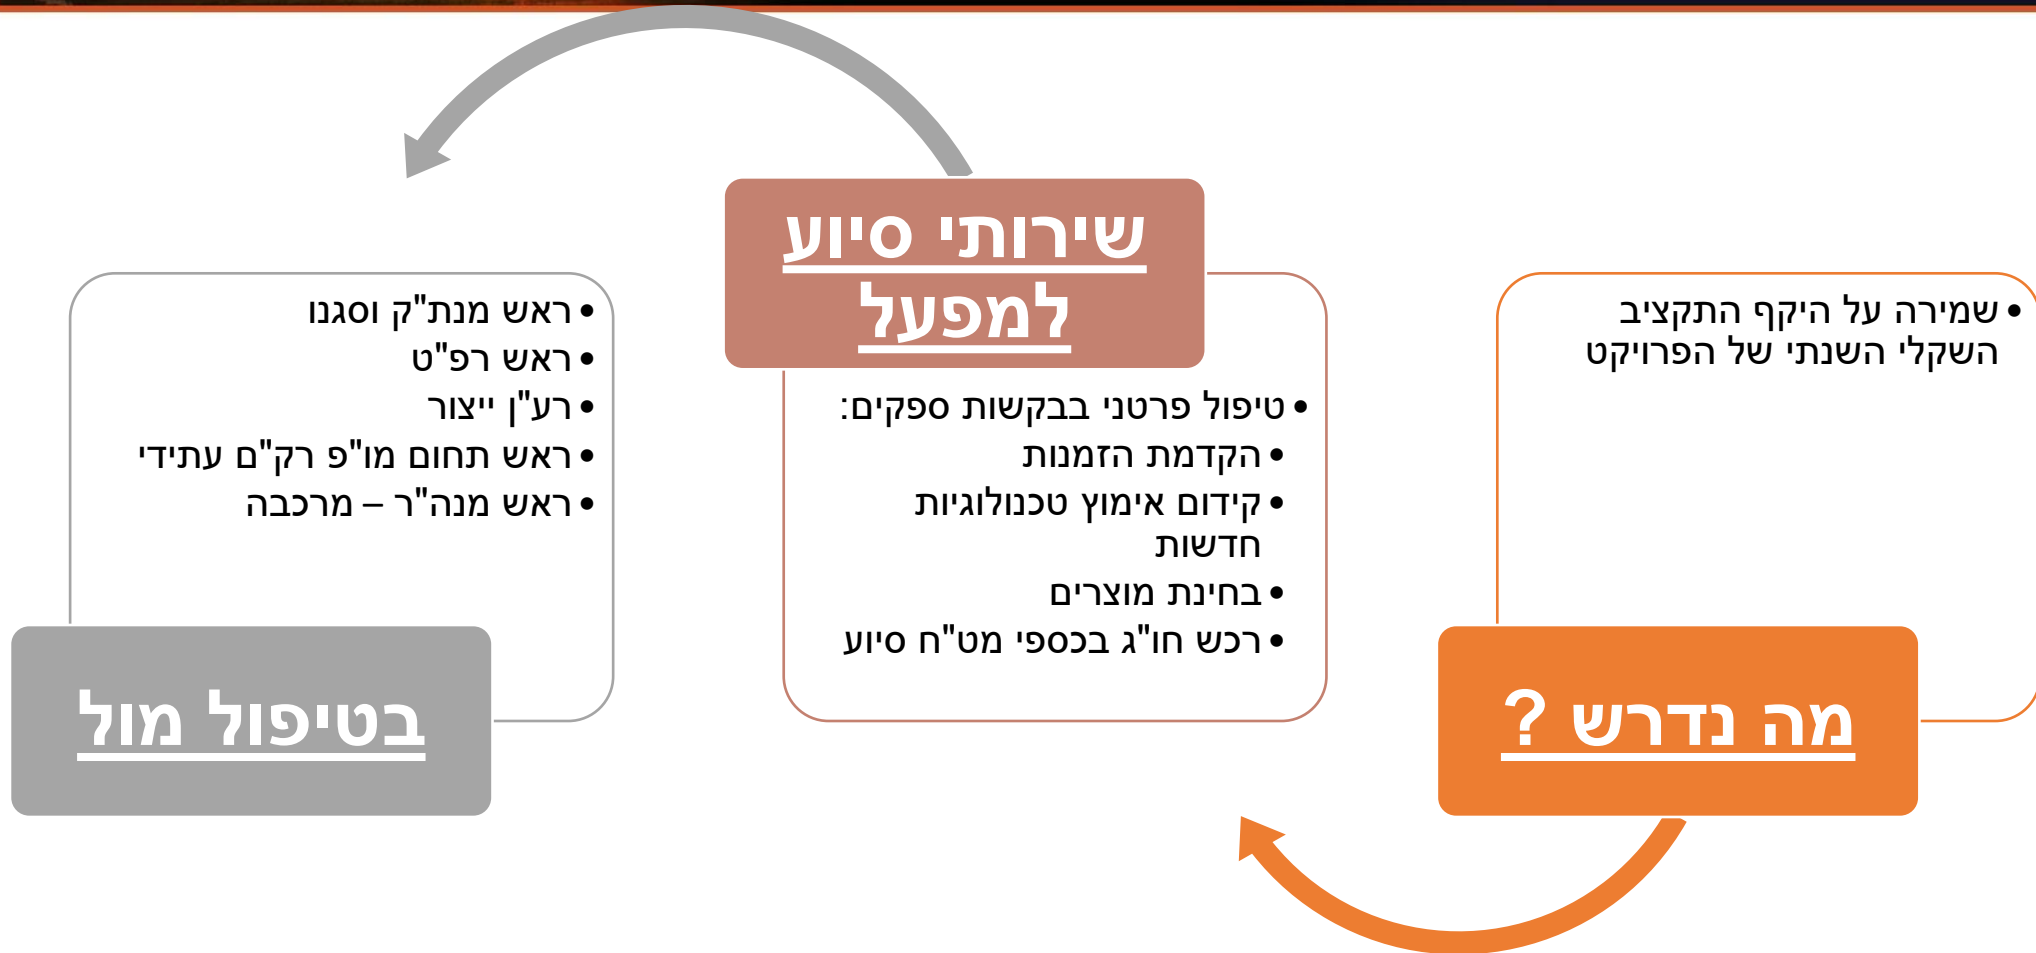 מה נדרש ?
• שמירה על היקף התקציב
השקלי השנתי של הפרויקט
שירותי סיוע
למפעל
• טיפול פרטני בבקשות ספקים:
• הקדמת הזמנות
• קידום אימוץ טכנולוגיות
חדשות
• בחינת מוצרים
• רכש חו"ג בכספי מט"ח סיוע
בטיפול מול
• ראש מנת"ק וסגנו
• ראש רפ"ט
• רע"ן ייצור
• ראש תחום מו"פ רק"ם עתידי
• ראש מנה"ר – מרכבה